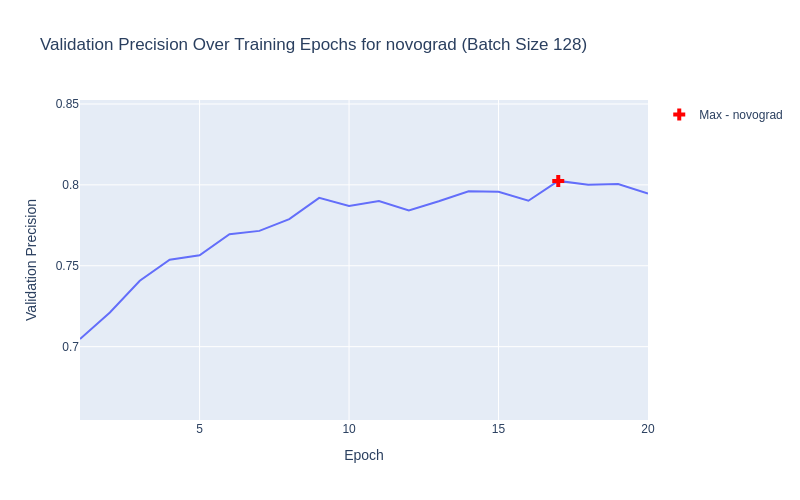 Validation Precision Over Training Epochs for novograd (Batch Size 128)
0.85
0.8
0.75
0.7
Validation Precision
5
10
15
20
Epoch
Max - novograd